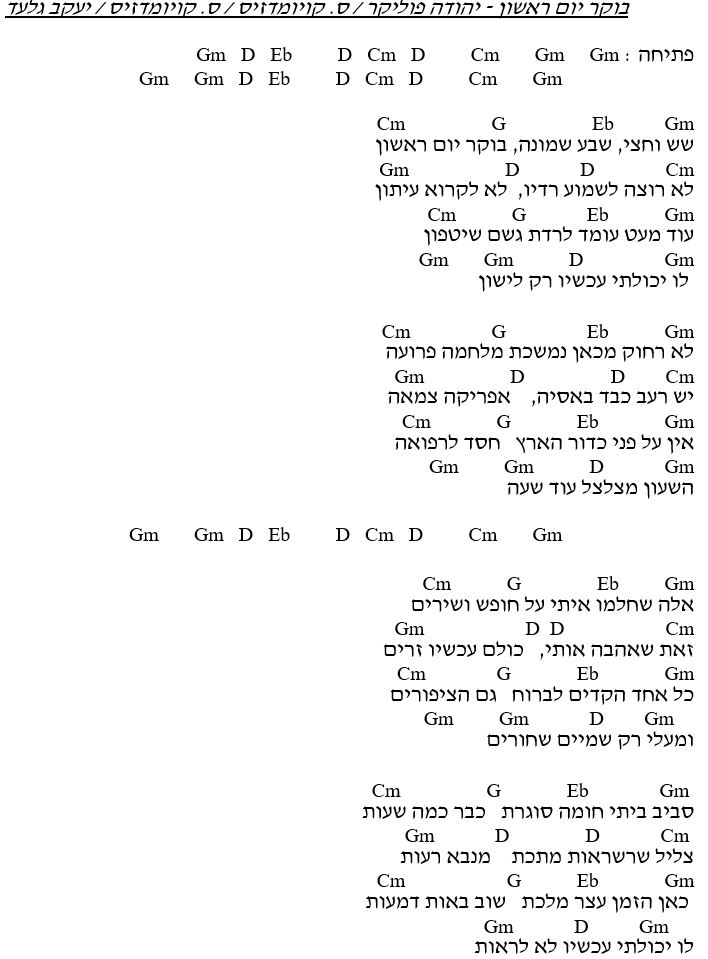 בוקר יום ראשון - יהודה פוליקר / ס. קויומדזיס / ס. קויומדזיס / יעקב גלעד
פתיחה : Gm Gm Cm D Cm D Eb D Gm
Gm Cm D Cm D Eb D Gm Gm
Gm Eb G Cm
שש וחצי, שבע שמונה, בוקר יום ראשון
Cm D D Gm
לא רוצה לשמוע רדיו, לא לקרוא עיתון
Gm Eb G Cm
עוד מעט עומד לרדת גשם שיטפון
Gm D Gm Gm
לו יכולתי עכשיו רק לישון
Gm Eb G Cm
לא רחוק מכאן נמשכת מלחמה פרועה
Cm D D Gm
יש רעב כבד באסיה, אפריקה צמאה
Gm Eb G Cm
אין על פני כדור הארץ חסד לרפואה
Gm D Gm Gm
השעון מצלצל עוד שעה
Gm Cm D Cm D Eb D Gm Gm
Gm Eb G Cm
אלה שחלמו איתי על חופש ושירים
Cm D D Gm
זאת שאהבה אותי, כולם עכשיו זרים
Gm Eb G Cm
כל אחד הקדים לברוח גם הציפורים
Gm D Gm Gm
ומעלי רק שמיים שחורים
Gm Eb G Cm
סביב ביתי חומה סוגרת כבר כמה שעות
Cm D D Gm
צליל שרשראות מתכת מנבא רעות
Gm Eb G Cm
כאן הזמן עצר מלכת שוב באות דמעות
Gm D Gm
לו יכולתי עכשיו לא לראות